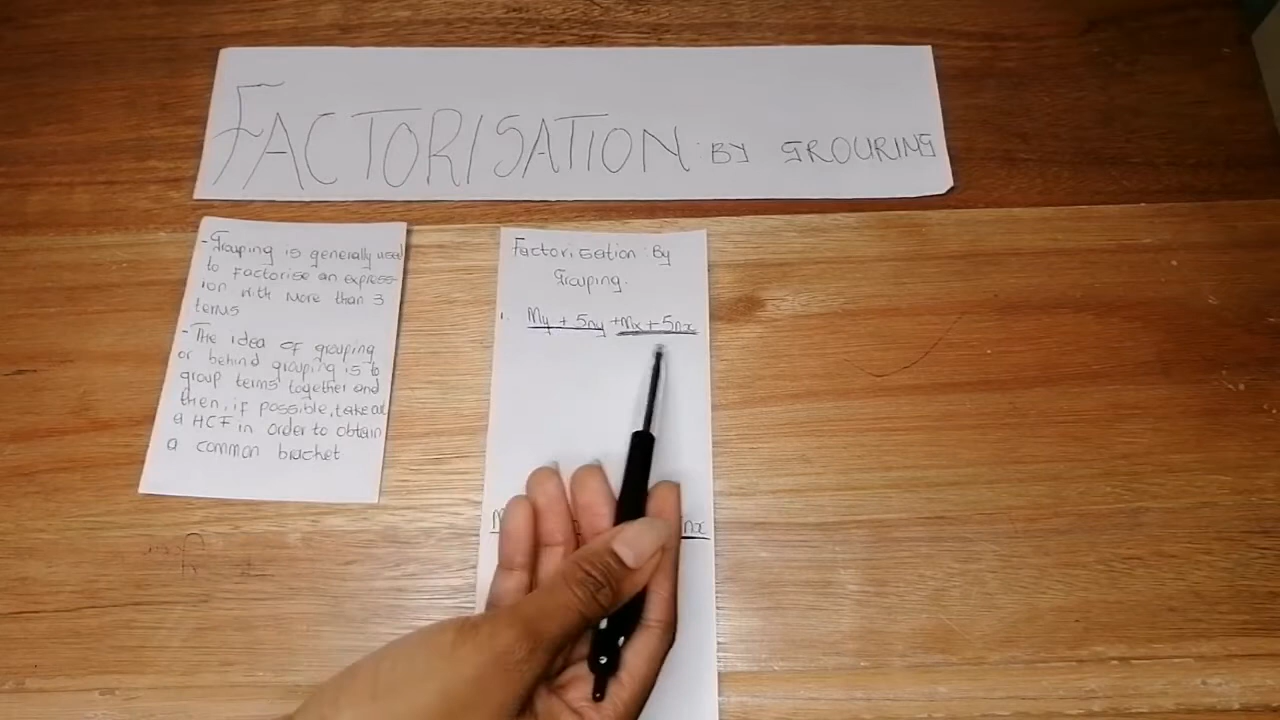 FACTORISATION: BY GROURING
- Grouping is generally used
to Factorise an express-
ion with More than 3
terms
- The idea of grouping
or behind grouping is to
group terms together and
then, if possible, take out
a HCF in order to obtain
a common bracket
Factorisation: By
Grouping.
1. My + 5ny + Mx + 5nx
nx